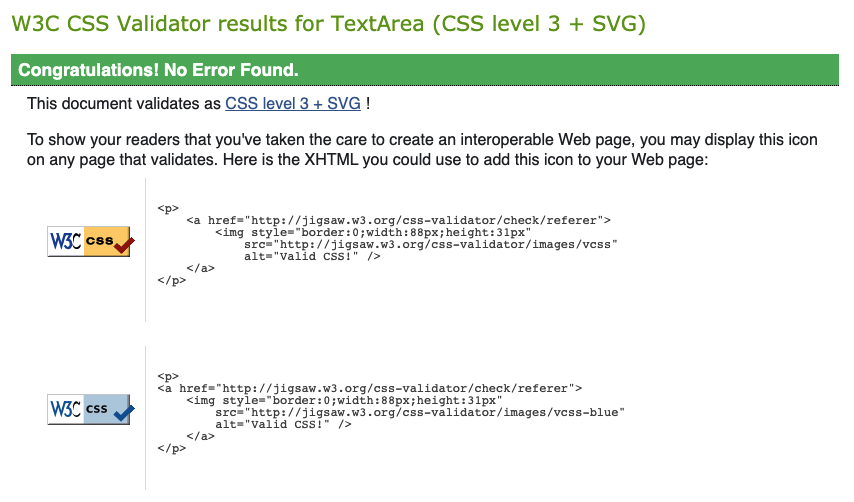 W3C CSS Validator results for TextArea (CSS level 3 + SVG)
Congratulations! No Error Found.
This document validates as CSS level 3 + SVG !
To show your readers that you've taken the care to create an interoperable Web page, you may display this icon
on any page that validates. Here is the XHTML you could use to add this icon to your Web page:
W3C css
<p>
    <a href="http://jigsaw.w3.org/css-validator/check/referer">
        <img style="border:0;width:88px;height:31px"
            src="http://jigsaw.w3.org/css-validator/images/vcss"
            alt="Valid CSS!" />
    </a>
</p>
W3C css
<p>
<a href="http://jigsaw.w3.org/css-validator/check/referer">
    <img style="border:0;width:88px;height:31px"
        src="http://jigsaw.w3.org/css-validator/images/vcss-blue"
        alt="Valid CSS!" />
    </a>
</p>